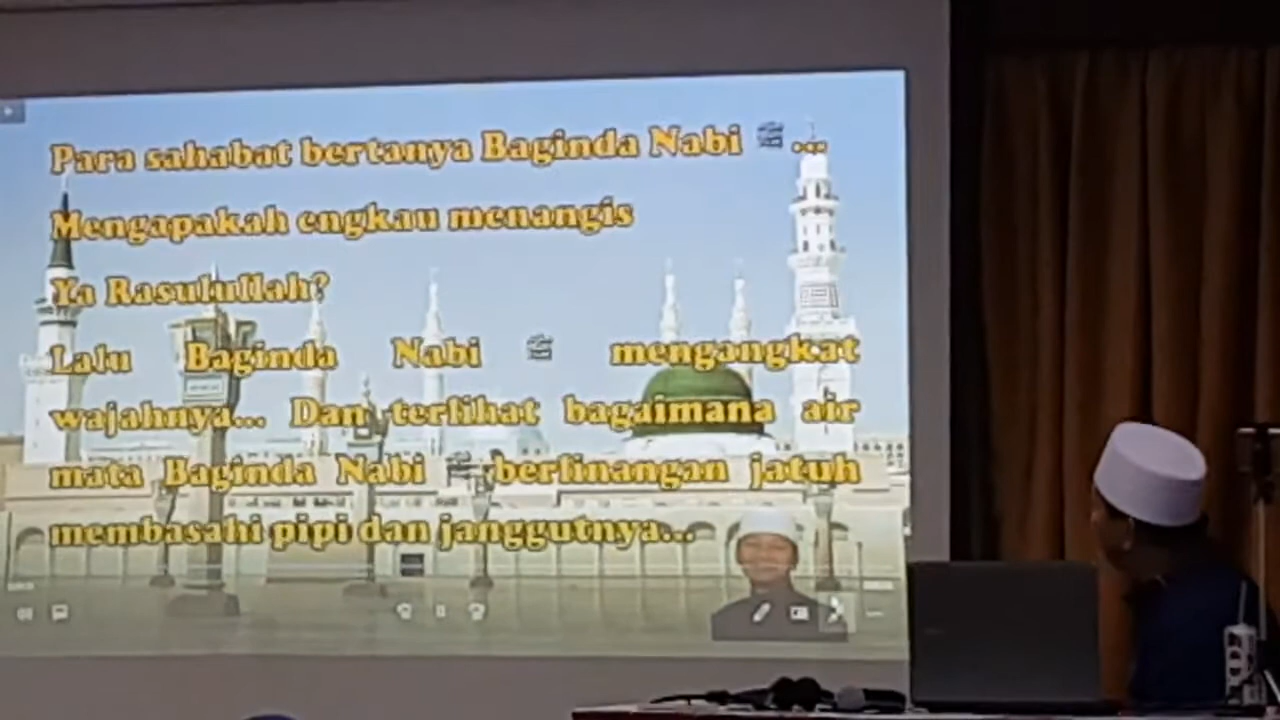 Para sahabat bertanya Baginda Nabi ﷺ ...
Mengapakah engkau menangis
Ya Rasulullah?
Lalu Baginda Nabi ﷺ mengangkat
wajahnya... Dan terlihat bagaimana air
mata Baginda Nabi ﷺ berlinangan jatuh
membasahi pipi dan janggutnya...